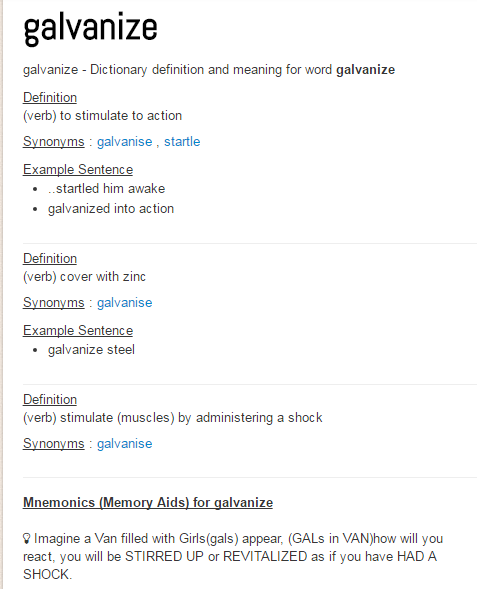 galvanize
galvanize - Dictionary definition and meaning for word galvanize
Definition
(verb) to stimulate to action
Synonyms : galvanise , startle
Example Sentence
..startled him awake
galvanized into action
Definition
(verb) cover with zinc
Synonyms : galvanise
Example Sentence
galvanize steel
Definition
(verb) stimulate (muscles) by administering a shock
Synonyms : galvanise
Mnemonics (Memory Aids) for galvanize
Imagine a Van filled with Girls(gals) appear, (GALs in VAN)how will you
react, you will be STIRRED UP or REVITALIZED as if you have HAD A
SHOCK.